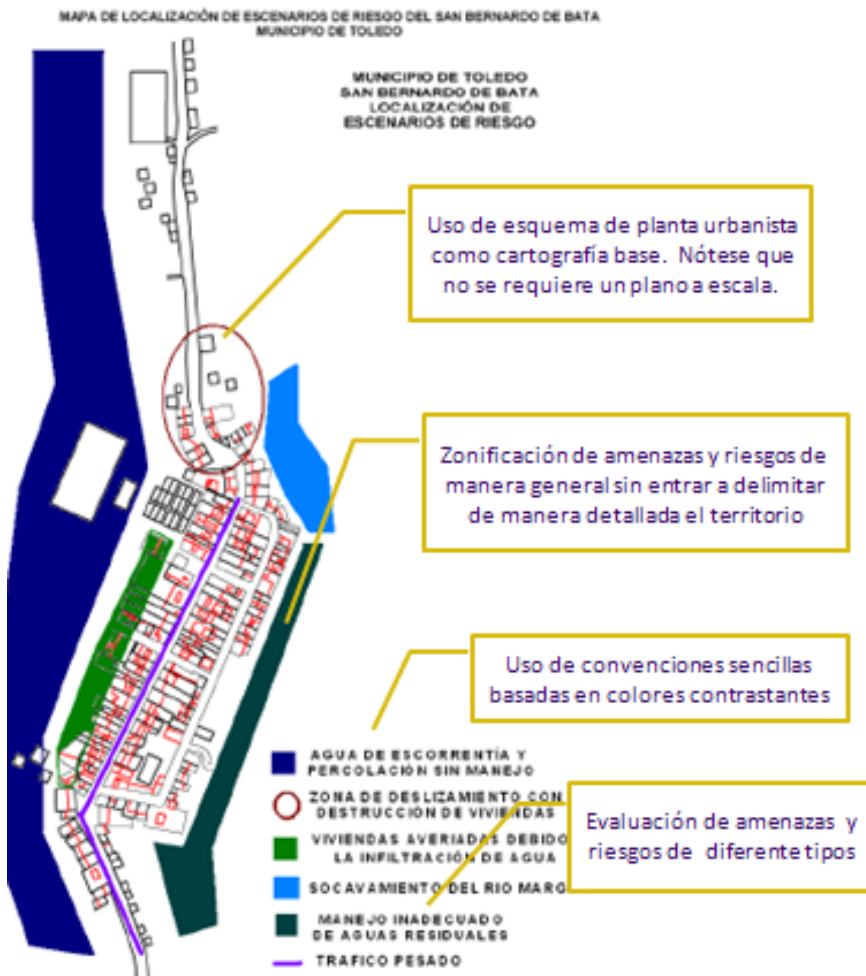 MAPA DE LOCALIZACIÓN DE ESCENARIOS DE RIESGO DEL SAN BERNARDO DE BATA
MUNICIPIO DE TOLEDO
MUNICIPIO DE TOLEDO
SAN BERNARDO DE BATA
LOCALIZACIÓN DE
ESCENARIOS DE RIESGO
Uso de esquema de planta urbanista
como cartografía base. Nótese que
no se requiere un plano a escala.
Zonificación de amenazas y riesgos de
manera general sin entrar a delimitar
de manera detallada el territorio
Uso de convenciones sencillas
basadas en colores contrastantes
AGUA DE ESCORRENTÍA Y
PERCOLACIÓN SIN MANEJO
ZONA DE DESLIZAMIENTO CON
DESTRUCCIÓN DE VIVIENDAS
Evaluación de amenazas y
riesgos de diferente tipos
VIVIENDAS AVERIADAS DEBIDO
LA INFILTRACIÓN DE AGUA
SOCAVAMIENTO DEL RIO MARG
MANEJO INADECUADO
DE AGUAS RESIDUALES
TRAFICO PESADO